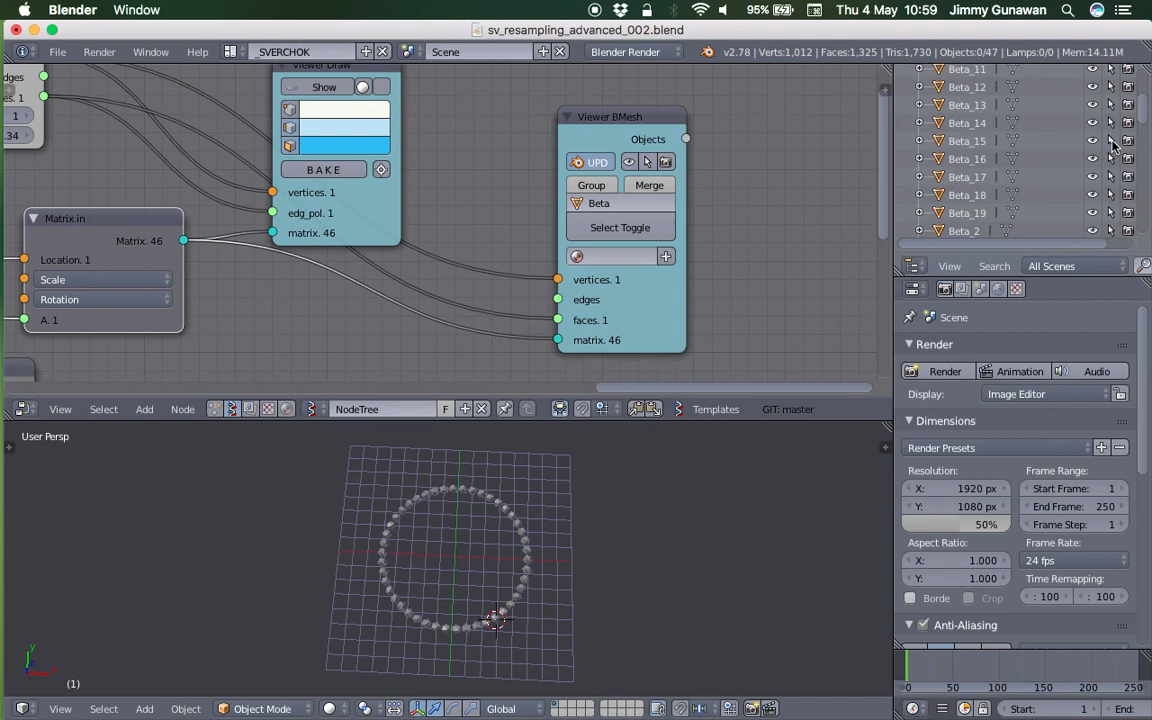 Blender Window 95% Thu 4 May 10:59 Jimmy Gunawan
sv_resampling_advanced_002.blend
File Render Window Help _SVERCHOK Scene Blender Render v2.78 | Verts:1,012 | Faces:1,325 | Tris:1,730 | Objects:0/47 | Lamps:0/0 | Mem:14.11M
Viewer Draw
Show
BAKE
vertices. 1
edg_pol. 1
matrix. 46
edges
s. 1
1
.34
Matrix in
Matrix. 46
Location. 1
Scale
Rotation
A. 1
Viewer BMesh
Objects
UPD
Group Merge
Beta
Select Toggle
vertices. 1
edges
faces. 1
matrix. 46
Beta_11
Beta_12
Beta_13
Beta_14
Beta_15
Beta_16
Beta_17
Beta_18
Beta_19
Beta_2
View Search All Scenes
Scene
Render
Render Animation Audio
Display: Image Editor
Dimensions
Render Presets
Resolution: Frame Range:
X: 1920 px Start Frame: 1
Y: 1080 px End Frame: 250
50% Frame Step: 1
Aspect Ratio: Frame Rate:
X: 1.000 24 fps
Y: 1.000 Time Remapping:
Borde Crop : 100 : 100
Anti-Aliasing
View Select Add Node NodeTree F Templates GIT: master
User Persp
y
x
z
(1)
View Select Add Object Object Mode Global
0 50 100 150 200 250
Start: 1